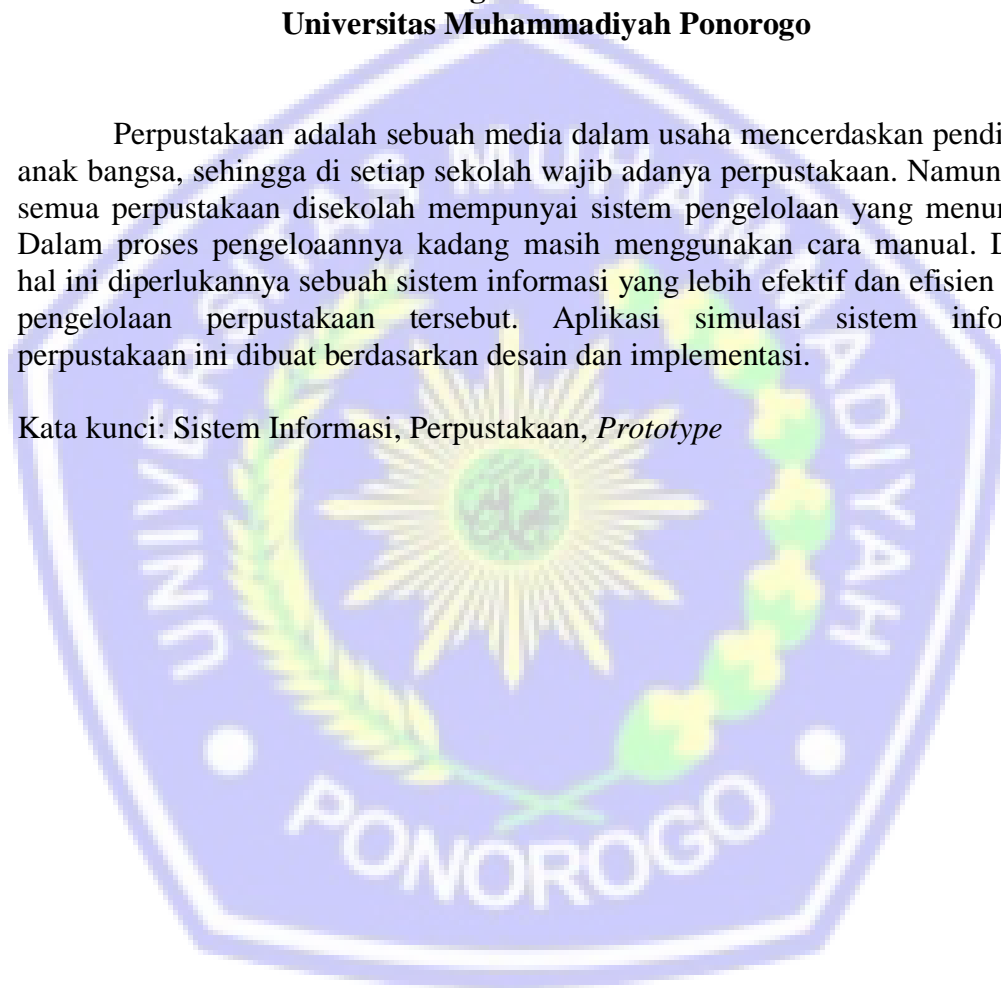 Universitas Muhammadiyah Ponorogo
Perpustakaan adalah sebuah media dalam usaha mencerdaskan pendi
anak bangsa, sehingga di setiap sekolah wajib adanya perpustakaan. Namun
semua perpustakaan disekolah mempunyai sistem pengelolaan yang menu
Dalam proses pengeloaannya kadang masih menggunakan cara manual. D
hal ini diperlukannya sebuah sistem informasi yang lebih efektif dan efisien
pengelolaan perpustakaan tersebut. Aplikasi simulasi sistem info
perpustakaan ini dibuat berdasarkan desain dan implementasi.
Kata kunci: Sistem Informasi, Perpustakaan, Prototype
UNIVERSITAS MUHAMMADIYAH
PONOROGO